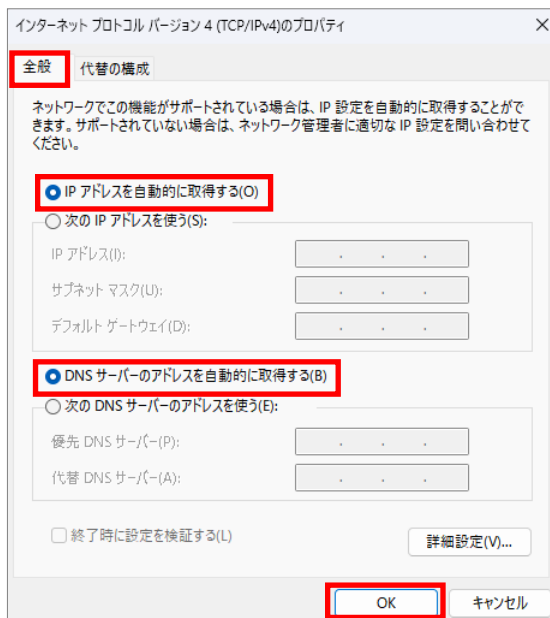 インターネット プロトコル バージョン 4 (TCP/IPv4)のプロパティ
全般
代替の構成
ネットワークでこの機能がサポートされている場合は、IP 設定を自動的に取得することがで
きます。サポートされていない場合は、ネットワーク管理者に適切な IP 設定を問い合わせて
ください。
IP アドレスを自動的に取得する(O)
次の IP アドレスを使う(S):
IP アドレス(I):
サブネット マスク(U):
デフォルト ゲートウェイ(D):
DNS サーバーのアドレスを自動的に取得する(B)
次の DNS サーバーのアドレスを使う(E):
優先 DNS サーバー(P):
代替 DNS サーバー(A):
終了時に設定を検証する(L)
詳細設定(V)...
OK
キャンセル